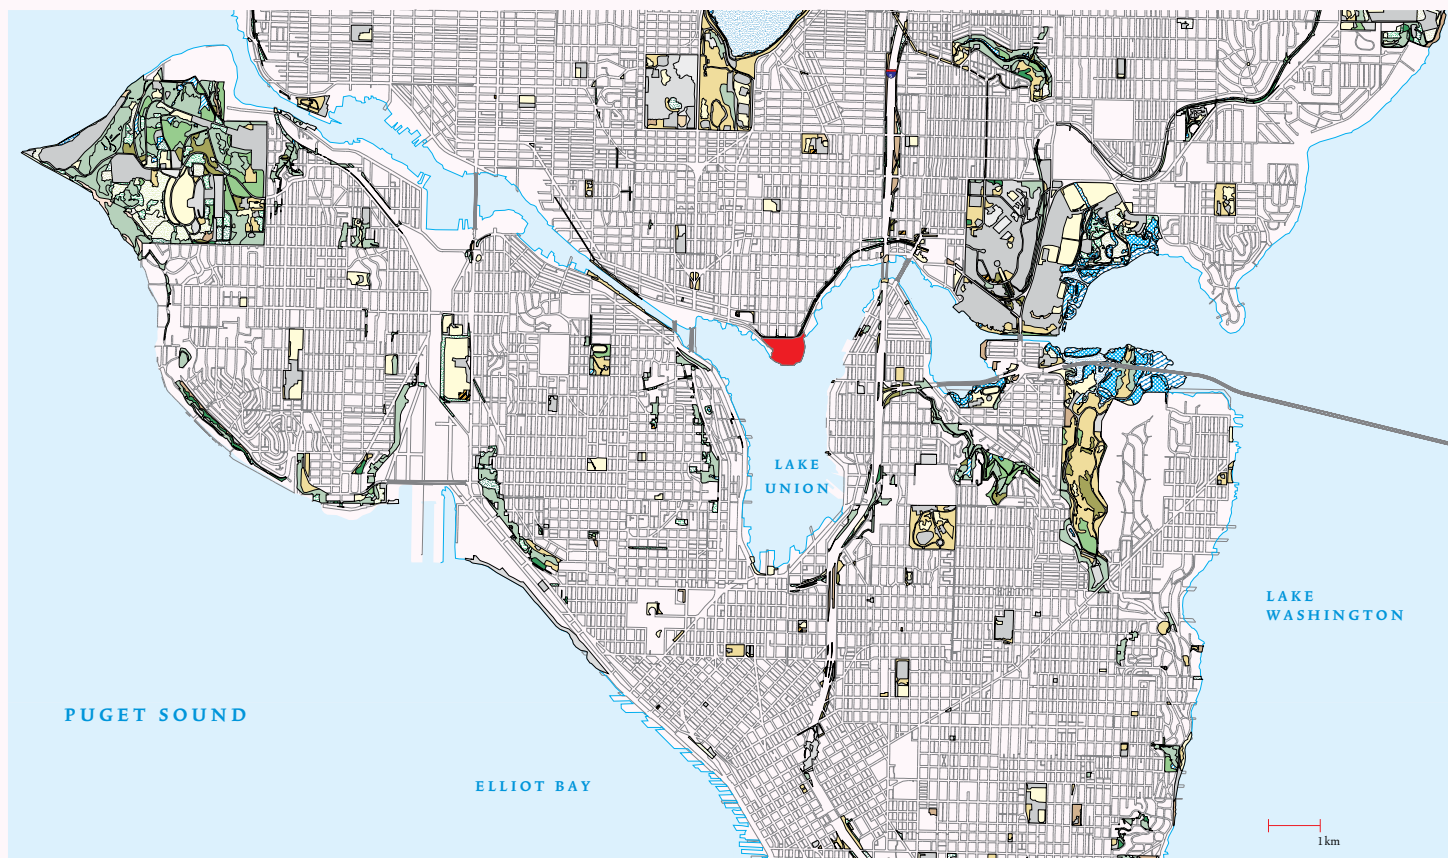 LAKE
UNION
LAKE
WASHINGTON
PUGET SOUND
ELLIOT BAY
1km